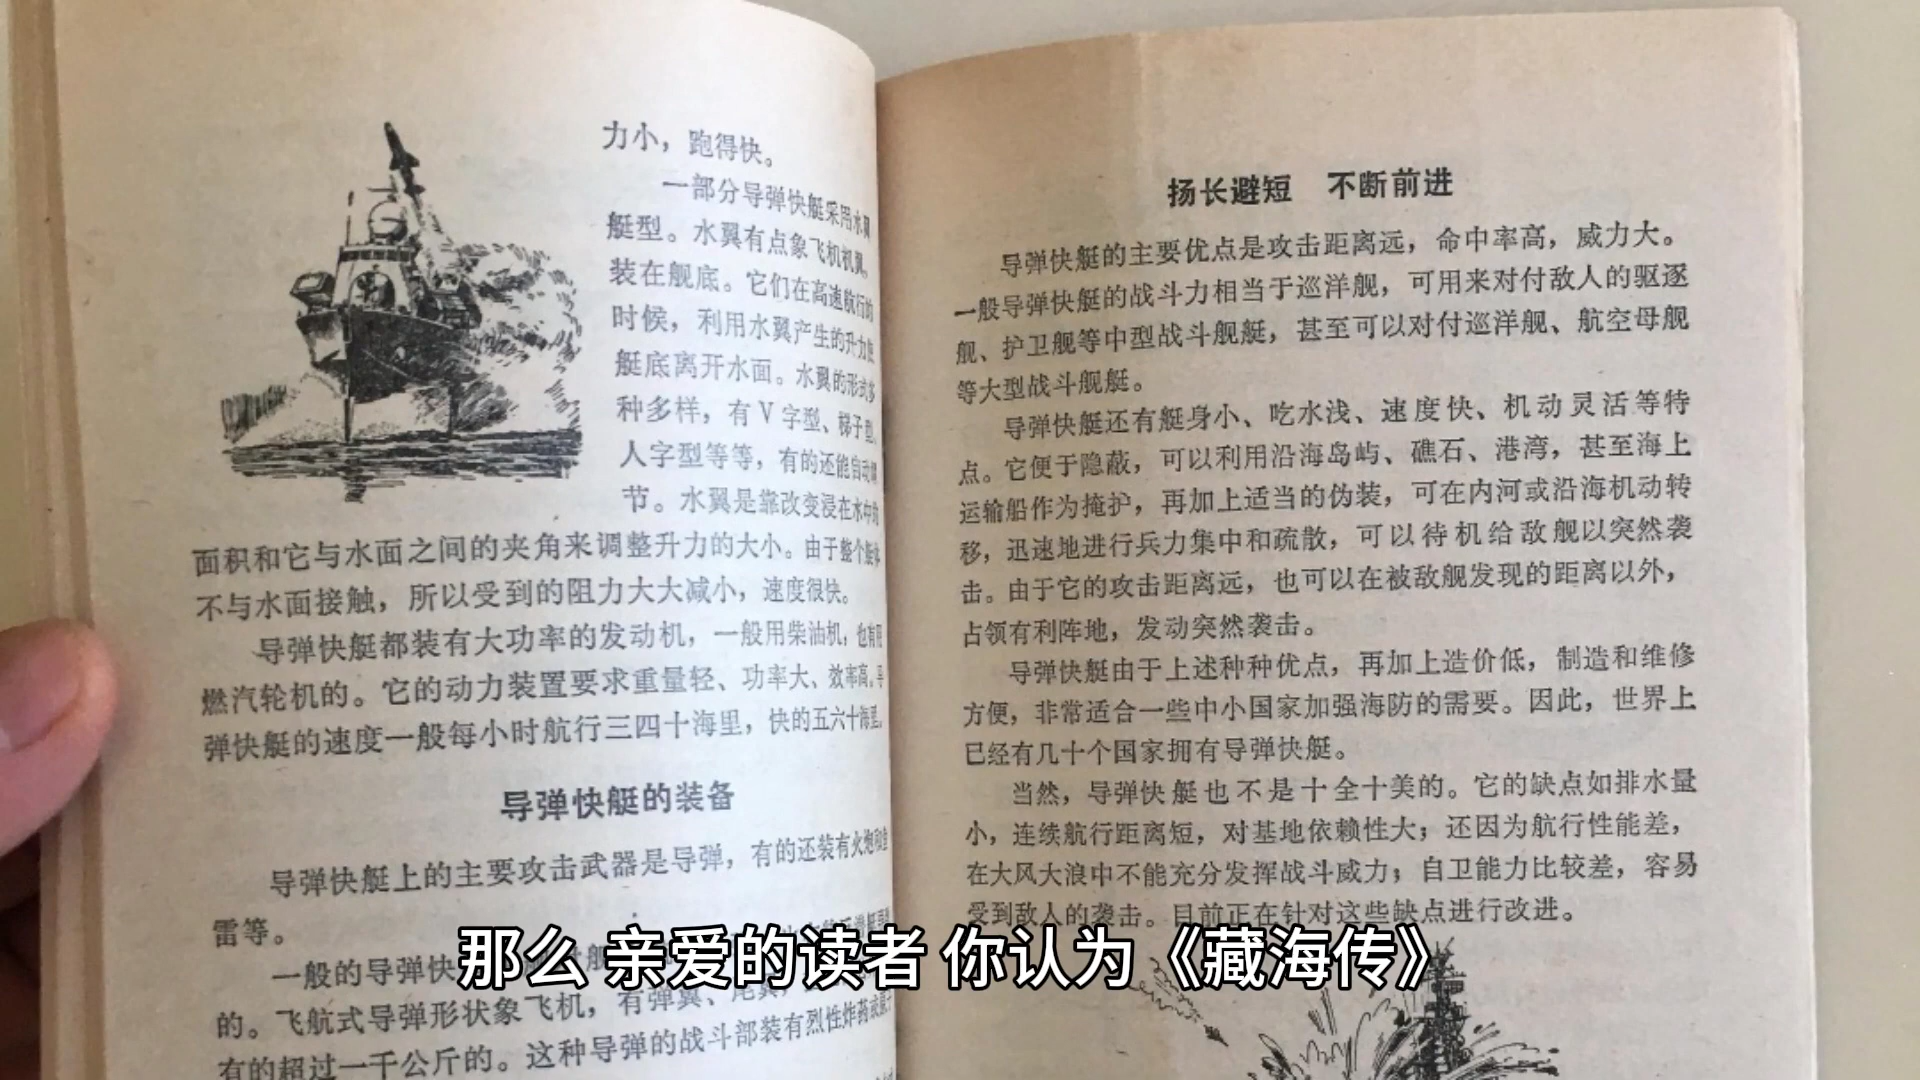 力小，跑得快。
一部分导弹快艇采用水翼
艇型。水翼有点象飞机机翼，
装在舰底。它们在高速航行的
时候，利用水翼产生的升力使
艇底离开水面。水翼的形式多
种多样，有V字型、梯子型、
人字型等等，有的还能自动调
节。水翼是靠改变浸在水中的
面积和它与水面之间的夹角来调整升力的大小。由于整个艇体
不与水面接触，所以受到的阻力大大减小，速度很快。
导弹快艇都装有大功率的发动机，一般用柴油机，也有用
燃汽轮机的。它的动力装置要求重量轻、功率大、效率高。导
弹快艇的速度一般每小时航行三四十海里，快的五六十海里。
导弹快艇的装备
导弹快艇上的主要攻击武器是导弹，有的还装有火炮和鱼
雷等。
一般的导弹快
的。飞航式导弹形状象飞机，有弹翼、尾翼，
有的超过一千公斤的。这种导弹的战斗部装有烈性炸药
扬长避短 不断前进
导弹快艇的主要优点是攻击距离远，命中率高，威力大。
一般导弹快艇的战斗力相当于巡洋舰，可用来对付敌人的驱逐
舰、护卫舰等中型战斗舰艇，甚至可以对付巡洋舰、航空母舰
等大型战斗舰艇。
导弹快艇还有艇身小、吃水浅、速度快、机动灵活等特
点。它便于隐蔽，可以利用沿海岛屿、礁石、港湾，甚至海上
运输船作为掩护，再加上适当的伪装，可在内河或沿海机动转
移，迅速地进行兵力集中和疏散，可以待机给敌舰以突然袭
击。由于它的攻击距离远，也可以在被敌舰发现的距离以外，
占领有利阵地，发动突然袭击。
导弹快艇由于上述种种优点，再加上造价低，制造和维修
方便，非常适合一些中小国家加强海防的需要。因此，世界上
已经有几十个国家拥有导弹快艇。
当然，导弹快艇也不是十全十美的。它的缺点如排水量
小，连续航行距离短，对基地依赖性大；还因为航行性能差，
在大风大浪中不能充分发挥战斗威力；自卫能力比较差，容易
受到敌人的袭击。目前正在针对这些缺点进行改进。
那么 亲爱的读者 你认为《藏海传》